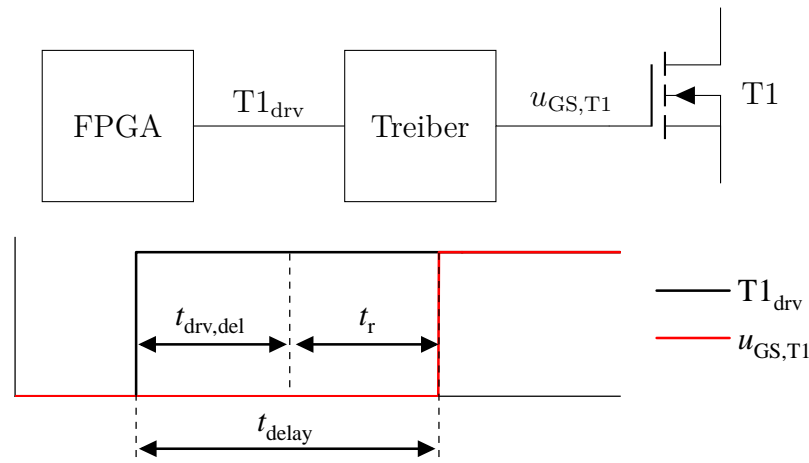 FPGA
T1drv
Treiber
uGS,T1
T1
tdrv,del
tr
tdelay
T1drv
uGS,T1